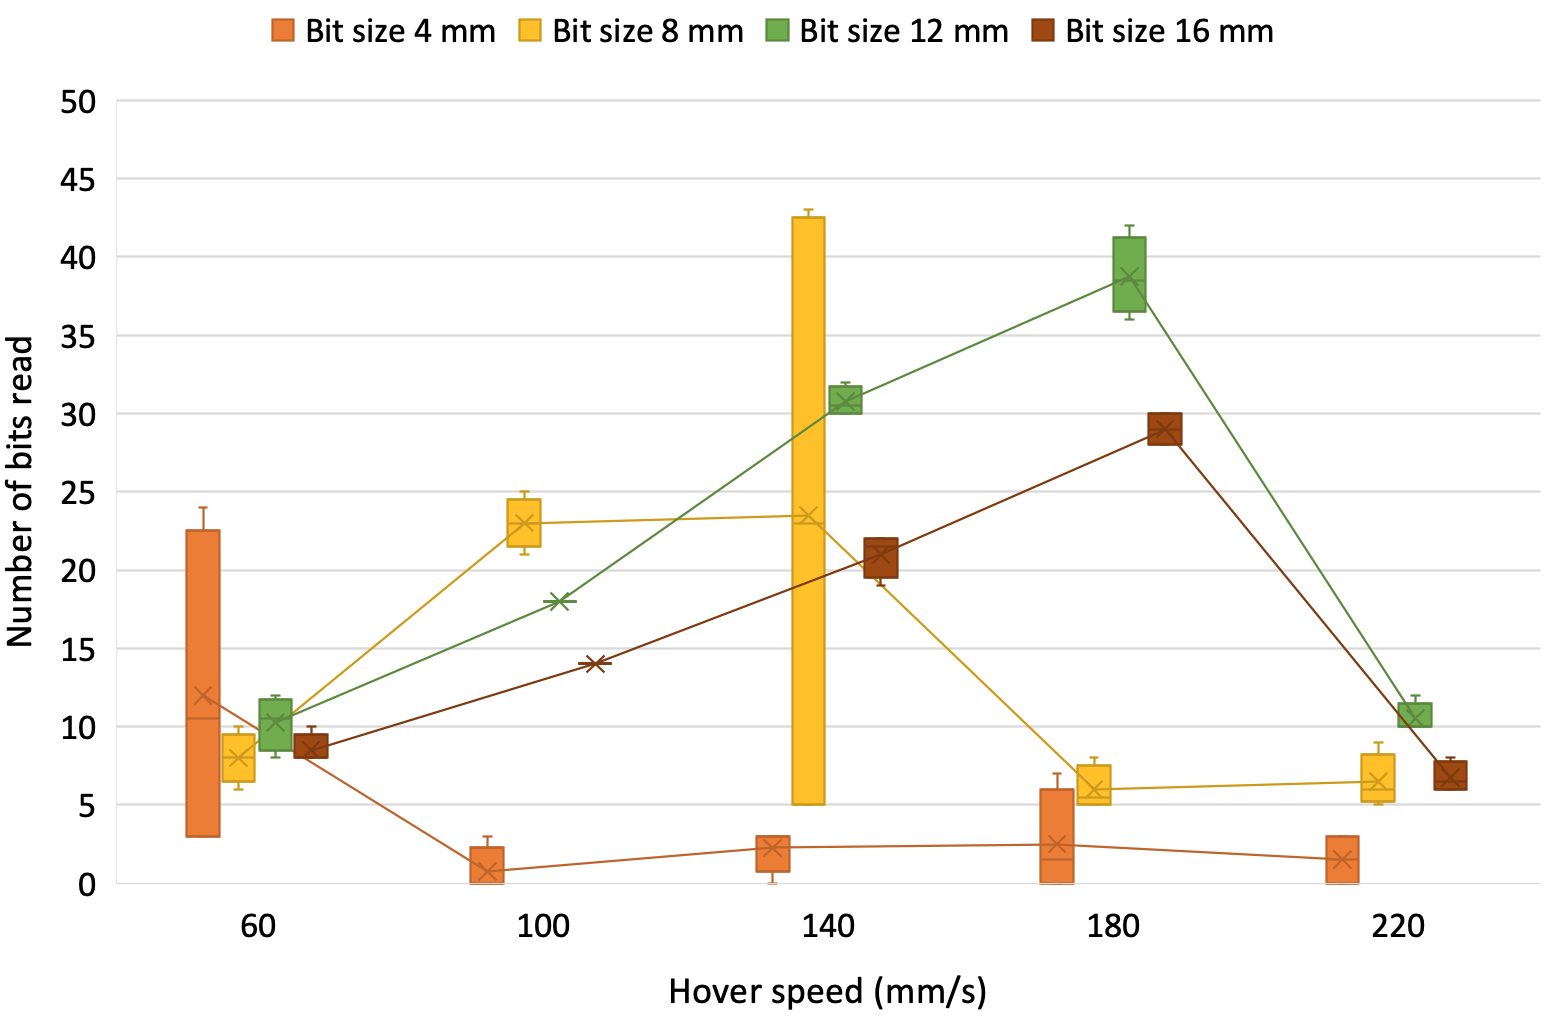 Bit size 4 mm Bit size 8 mm Bit size 12 mm Bit size 16 mm
50
45
40
35
30
25
20
15
10
5
0
Number of bits read
60 100 140 180 220
Hover speed (mm/s)